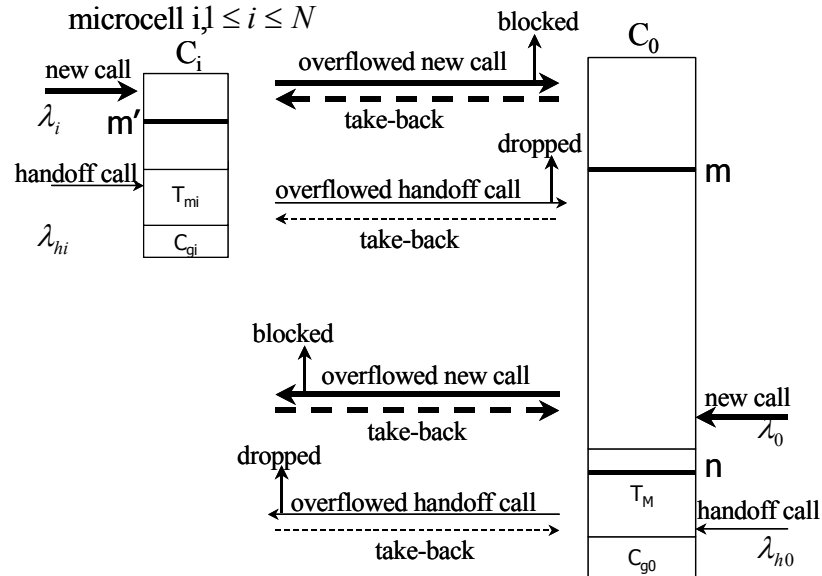 microcell i,1 ≤ i ≤ N
C_i
new call
λ_i
m'
handoff call
T_mi
λ_hi
C_gi
blocked
overflowed new call
take-back
dropped
overflowed handoff call
take-back
C_0
m
blocked
overflowed new call
take-back
new call
λ_0
dropped
n
overflowed handoff call
T_M
handoff call
take-back
λ_h0
C_g0